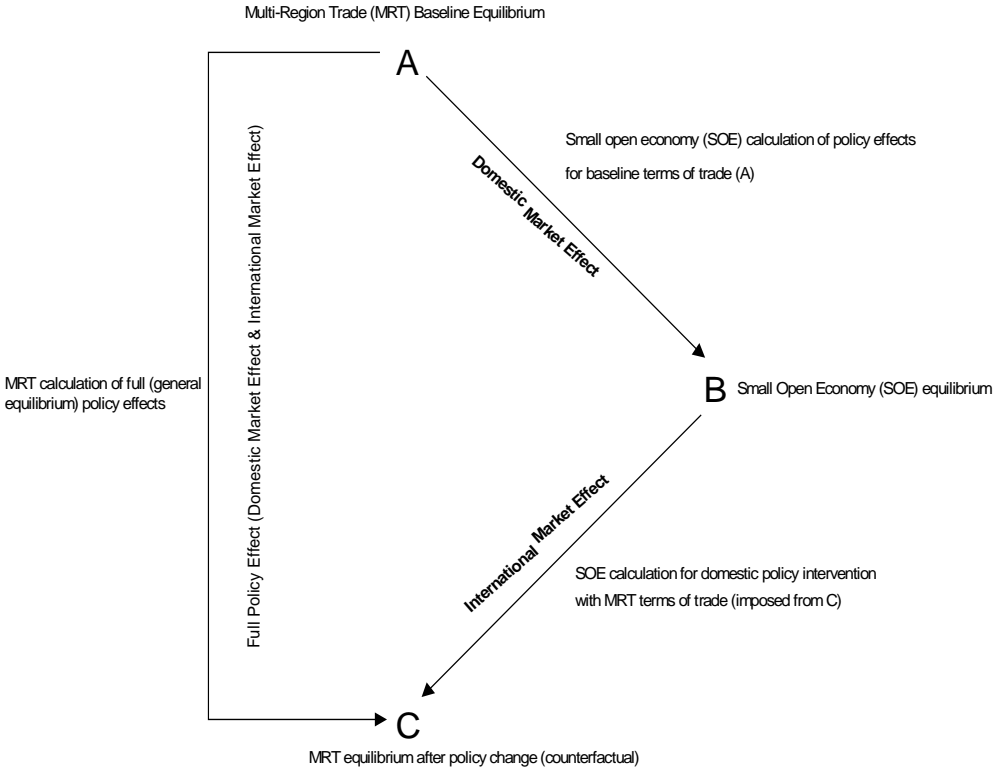 Multi-Region Trade (MRT) Baseline Equilibrium
A
Small open economy (SOE) calculation of policy effects
for baseline terms of trade (A)
Domestic Market Effect
Full Policy Effect (Domestic Market Effect & International Market Effect)
MRT calculation of full (general
equilibrium) policy effects
B
Small Open Economy (SOE) equilibrium
International Market Effect
SOE calculation for domestic policy intervention
with MRT terms of trade (imposed from C)
C
MRT equilibrium after policy change (counterfactual)